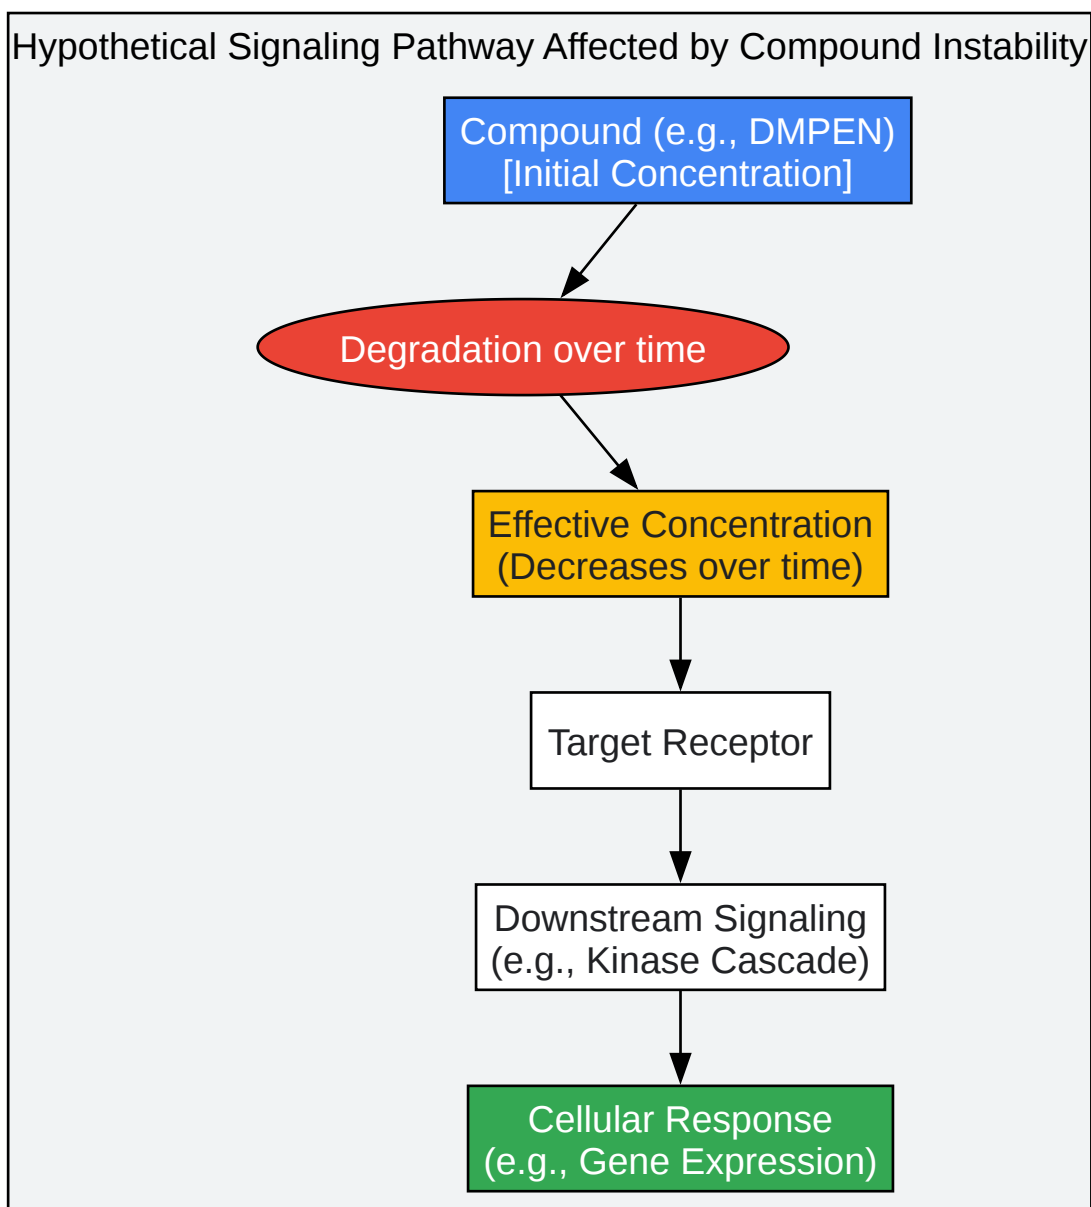 Hypothetical Signaling Pathway Affected by Compound Instability
Compound (e.g., DMPEN)
[Initial Concentration]
Degradation over time
Effective Concentration
(Decreases over time)
Target Receptor
Downstream Signaling
(e.g., Kinase Cascade)
Cellular Response
(e.g., Gene Expression)